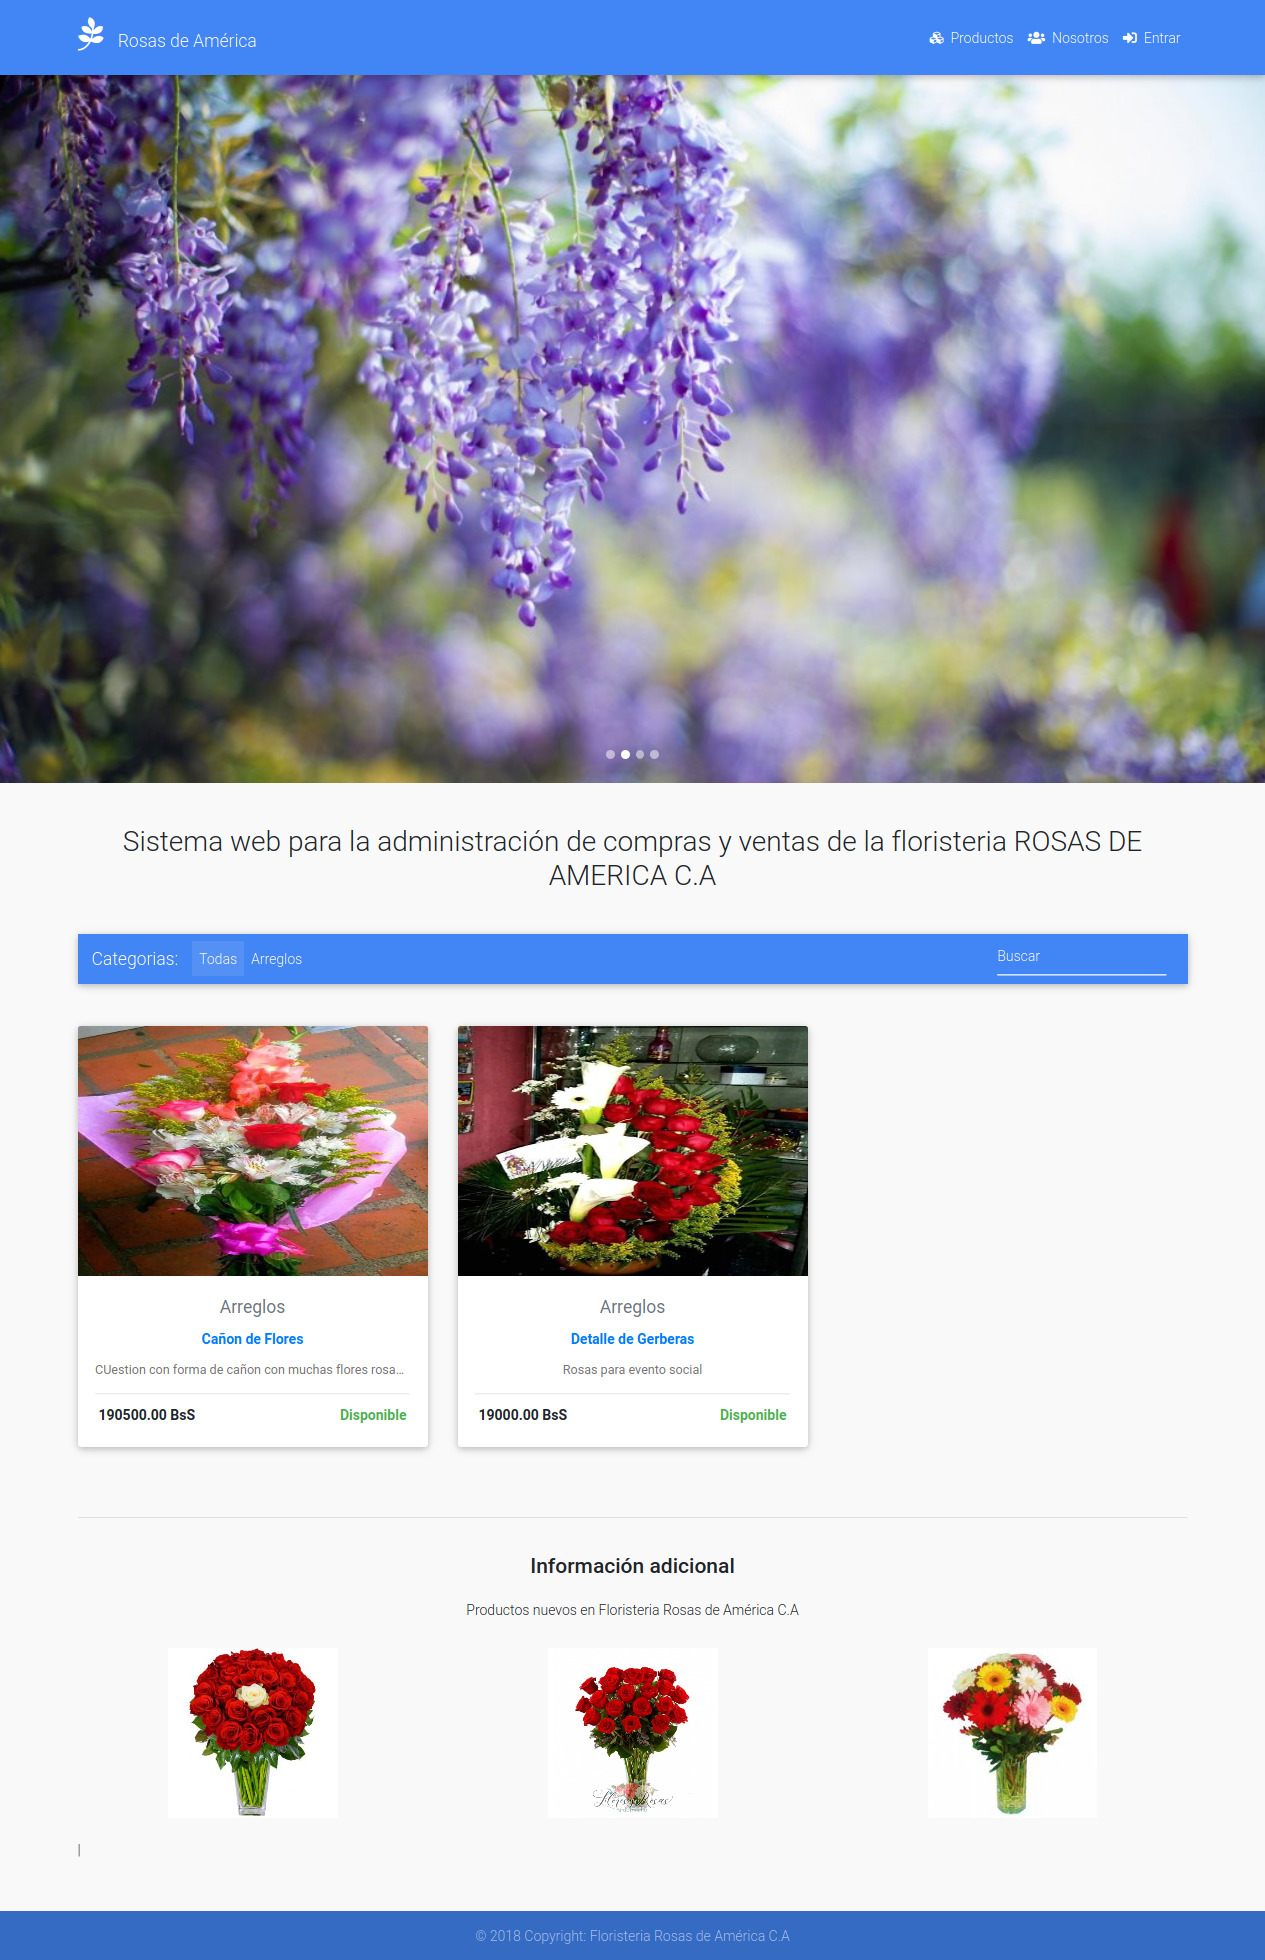 Rosas de América
Productos
Nosotros
Entrar
Sistema web para la administración de compras y ventas de la floristeria ROSAS DE
AMERICA C.A
Categorias:
Todas
Arreglos
Buscar
Arreglos
Cañon de Flores
CUestion con forma de cañon con muchas flores rosa...
190500.00 BsS
Disponible
Arreglos
Detalle de Gerberas
Rosas para evento social
19000.00 BsS
Disponible
Información adicional
Productos nuevos en Floristeria Rosas de América C.A
|
© 2018 Copyright: Floristeria Rosas de América C.A